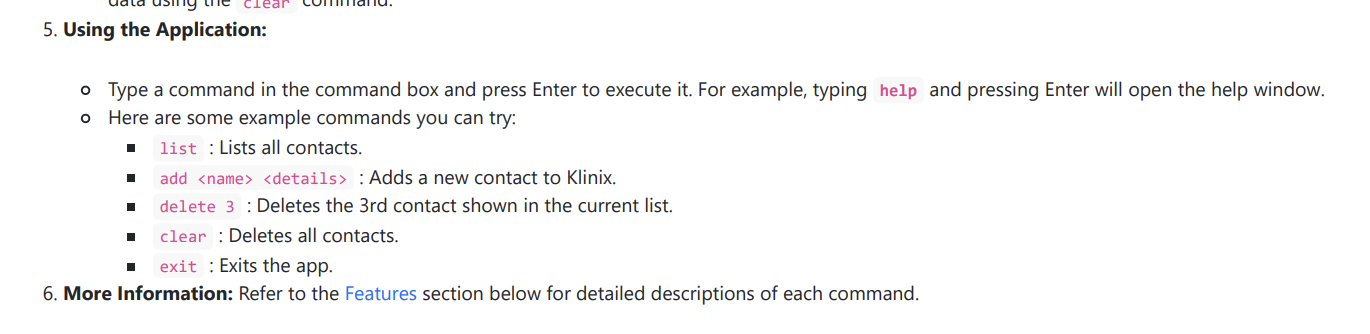 data using the clear command.
5. Using the Application:
Type a command in the command box and press Enter to execute it. For example, typing help and pressing Enter will open the help window.
Here are some example commands you can try:
list : Lists all contacts.
add <name> <details> : Adds a new contact to Klinix.
delete 3 : Deletes the 3rd contact shown in the current list.
clear : Deletes all contacts.
exit : Exits the app.
6. More Information: Refer to the Features section below for detailed descriptions of each command.